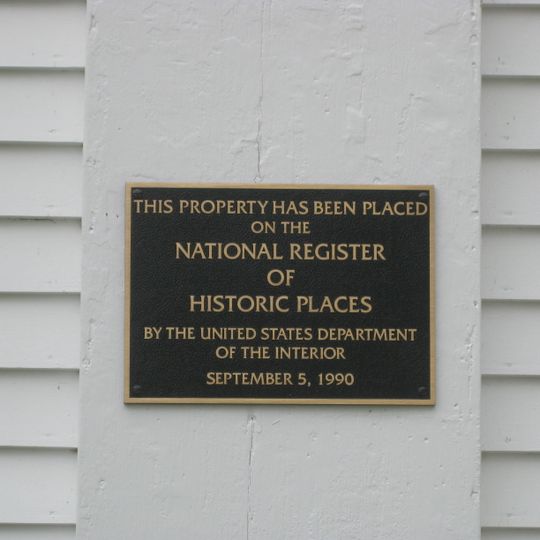 THIS PROPERTY HAS BEEN PLACED
ON THE
NATIONAL REGISTER
OF
HISTORIC PLACES
BY THE UNITED STATES DEPARTMENT
OF THE INTERIOR
SEPTEMBER 5, 1990